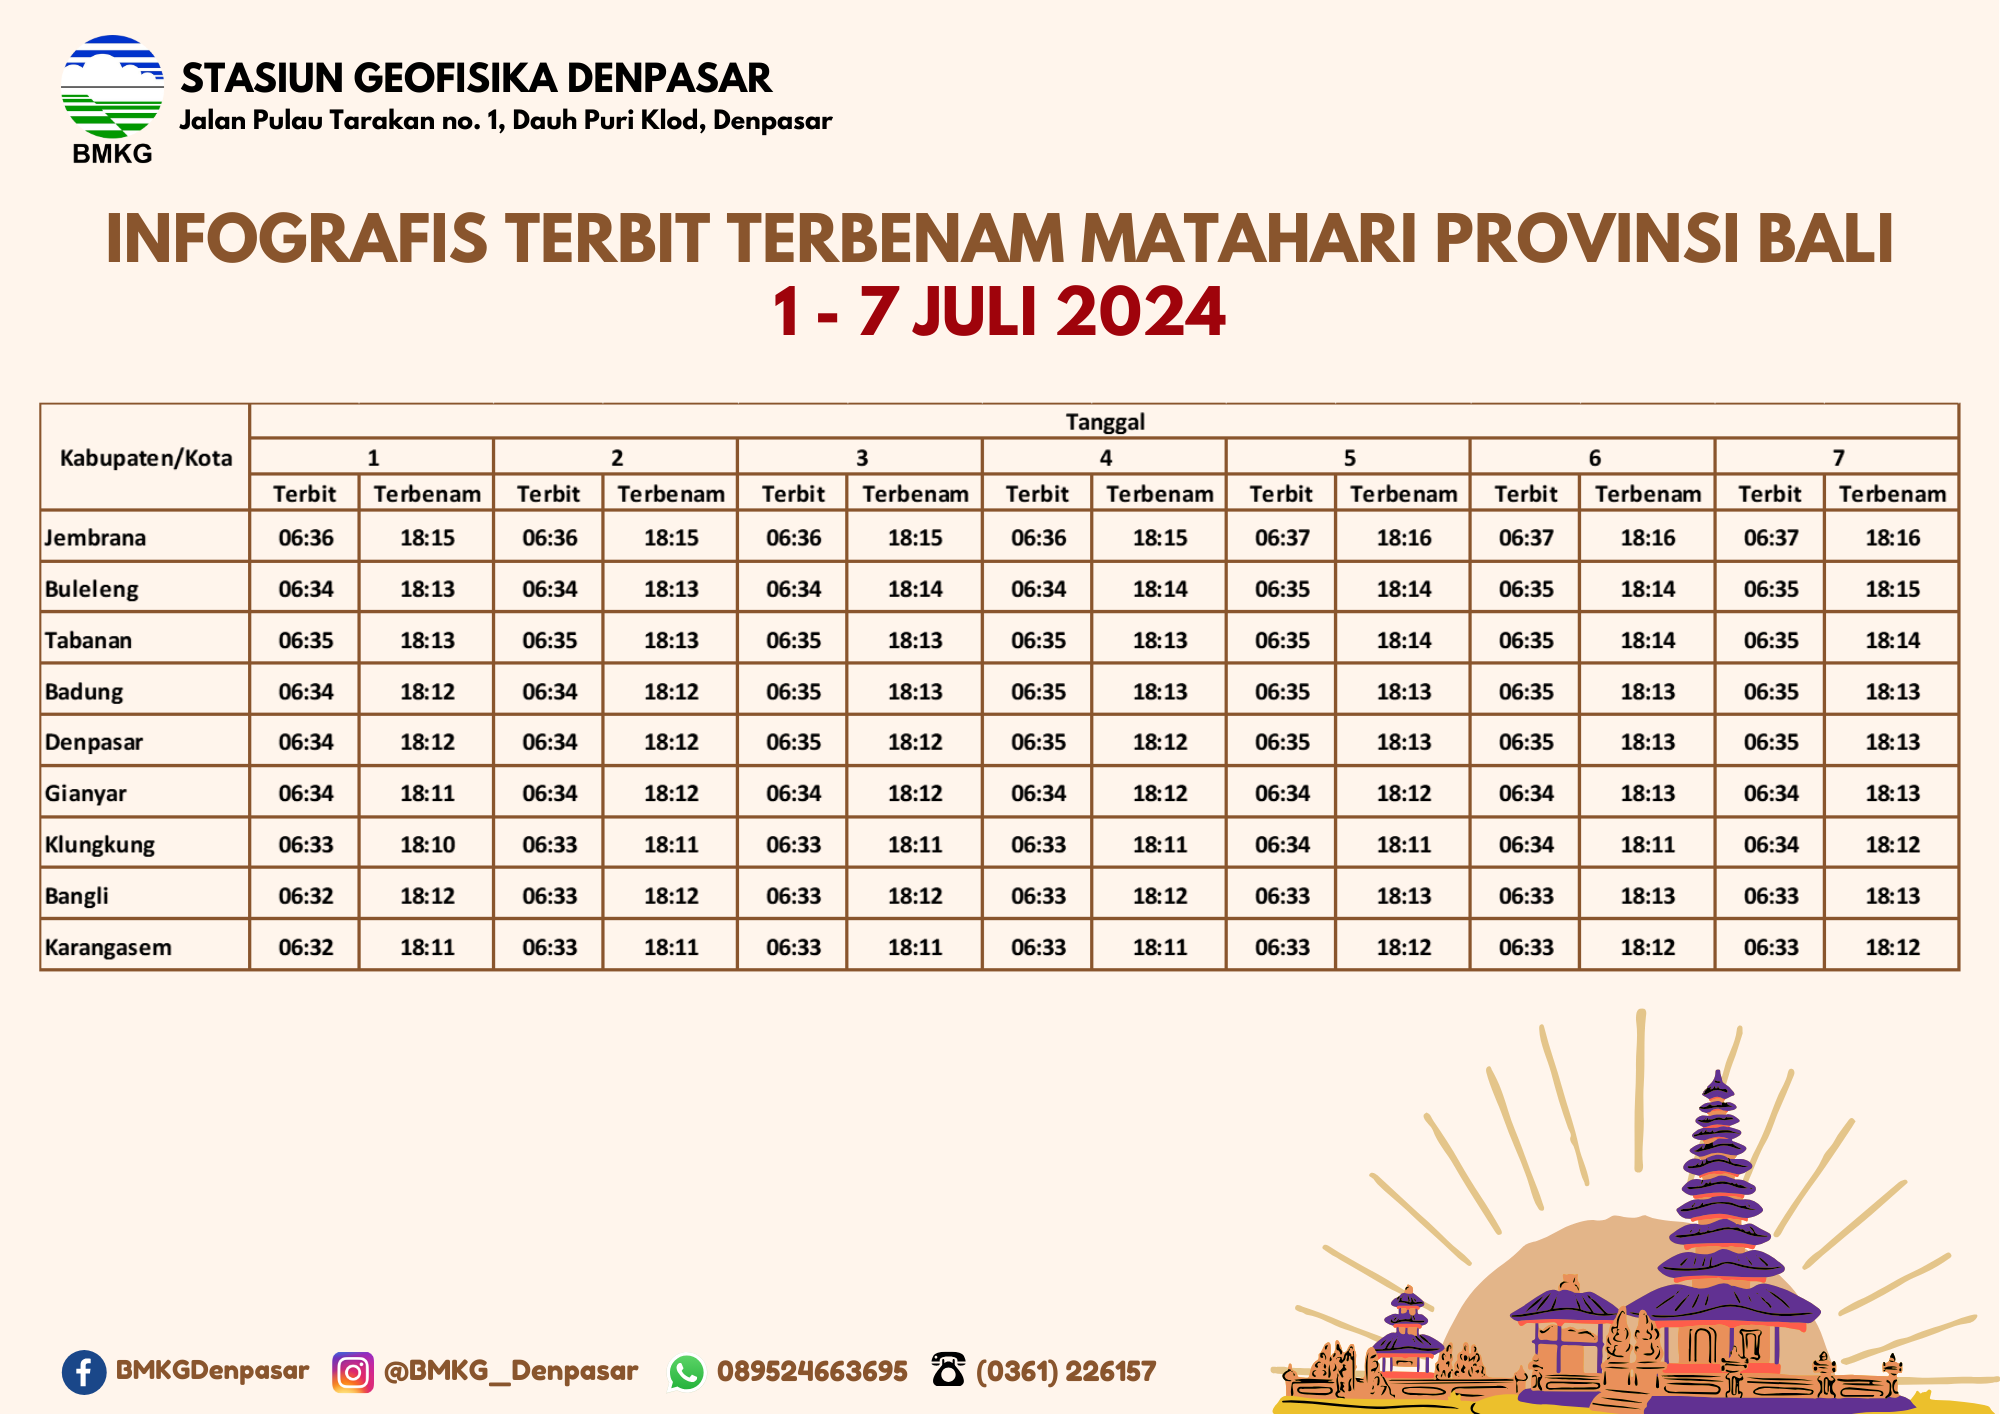 BMKG
STASIUN GEOFISIKA DENPASAR
Jalan Pulau Tarakan no. 1, Dauh Puri Klod, Denpasar
INFOGRAFIS TERBIT TERBENAM MATAHARI PROVINSI BALI
1 - 7 JULI 2024
Kabupaten/Kota Tanggal
1 2 3 4 5 6 7
Terbit Terbenam Terbit Terbenam Terbit Terbenam Terbit Terbenam Terbit Terbenam Terbit Terbenam Terbit Terbenam
Jembrana 06:36 18:15 06:36 18:15 06:36 18:15 06:36 18:15 06:37 18:16 06:37 18:16 06:37 18:16
Buleleng 06:34 18:13 06:34 18:13 06:34 18:14 06:34 18:14 06:35 18:14 06:35 18:14 06:35 18:15
Tabanan 06:35 18:13 06:35 18:13 06:35 18:13 06:35 18:13 06:35 18:14 06:35 18:14 06:35 18:14
Badung 06:34 18:12 06:34 18:12 06:35 18:13 06:35 18:13 06:35 18:13 06:35 18:13 06:35 18:13
Denpasar 06:34 18:12 06:34 18:12 06:35 18:12 06:35 18:12 06:35 18:13 06:35 18:13 06:35 18:13
Gianyar 06:34 18:11 06:34 18:12 06:34 18:12 06:34 18:12 06:34 18:12 06:34 18:13 06:34 18:13
Klungkung 06:33 18:10 06:33 18:11 06:33 18:11 06:33 18:11 06:34 18:11 06:34 18:11 06:34 18:12
Bangli 06:32 18:12 06:33 18:12 06:33 18:12 06:33 18:12 06:33 18:13 06:33 18:13 06:33 18:13
Karangasem 06:32 18:11 06:33 18:11 06:33 18:11 06:33 18:11 06:33 18:12 06:33 18:12 06:33 18:12
BMKGDenpasar @BMKG_Denpasar 089524663695 (0361) 226157